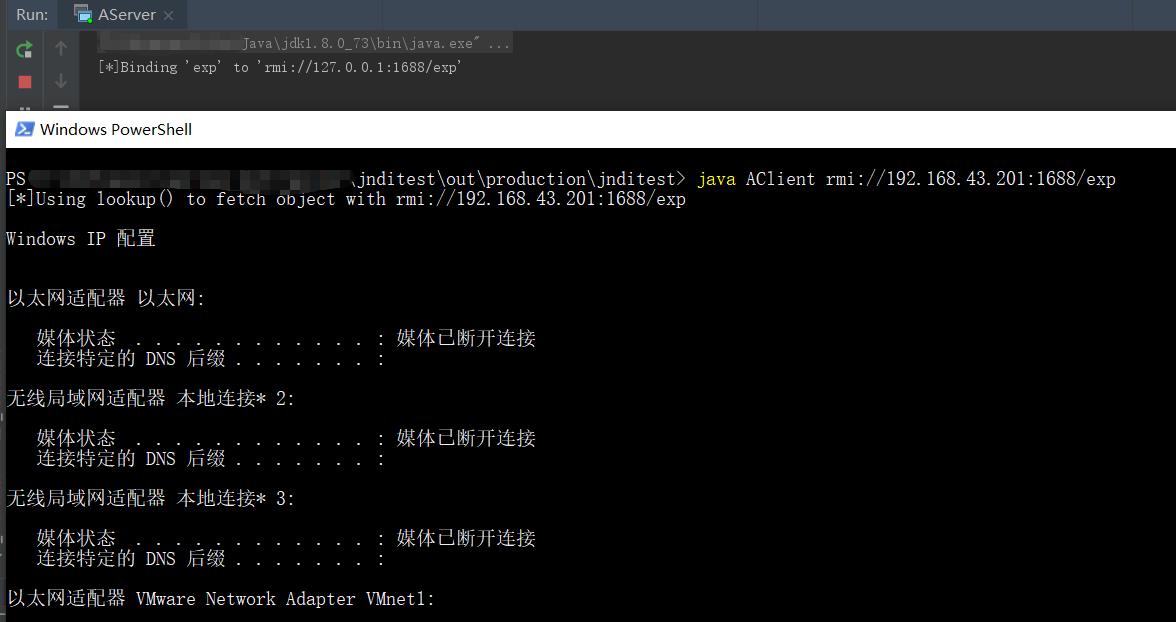 Run: AServer
Java\jdk1.8.0_73\bin\java.exe" ...
[*]Binding 'exp' to 'rmi://127.0.0.1:1688/exp'
Windows PowerShell
PS \jnditest\out\production\jnditest> java AClient rmi://192.168.43.201:1688/exp
[*]Using lookup() to fetch object with rmi://192.168.43.201:1688/exp
Windows IP 配置
以太网适配器 以太网:
媒体状态 . . . . . . . . . . . . : 媒体已断开连接
连接特定的 DNS 后缀 . . . . . . . :
无线局域网适配器 本地连接* 2:
媒体状态 . . . . . . . . . . . . : 媒体已断开连接
连接特定的 DNS 后缀 . . . . . . . :
无线局域网适配器 本地连接* 3:
媒体状态 . . . . . . . . . . . . : 媒体已断开连接
连接特定的 DNS 后缀 . . . . . . . :
以太网适配器 VMware Network Adapter VMnet1: